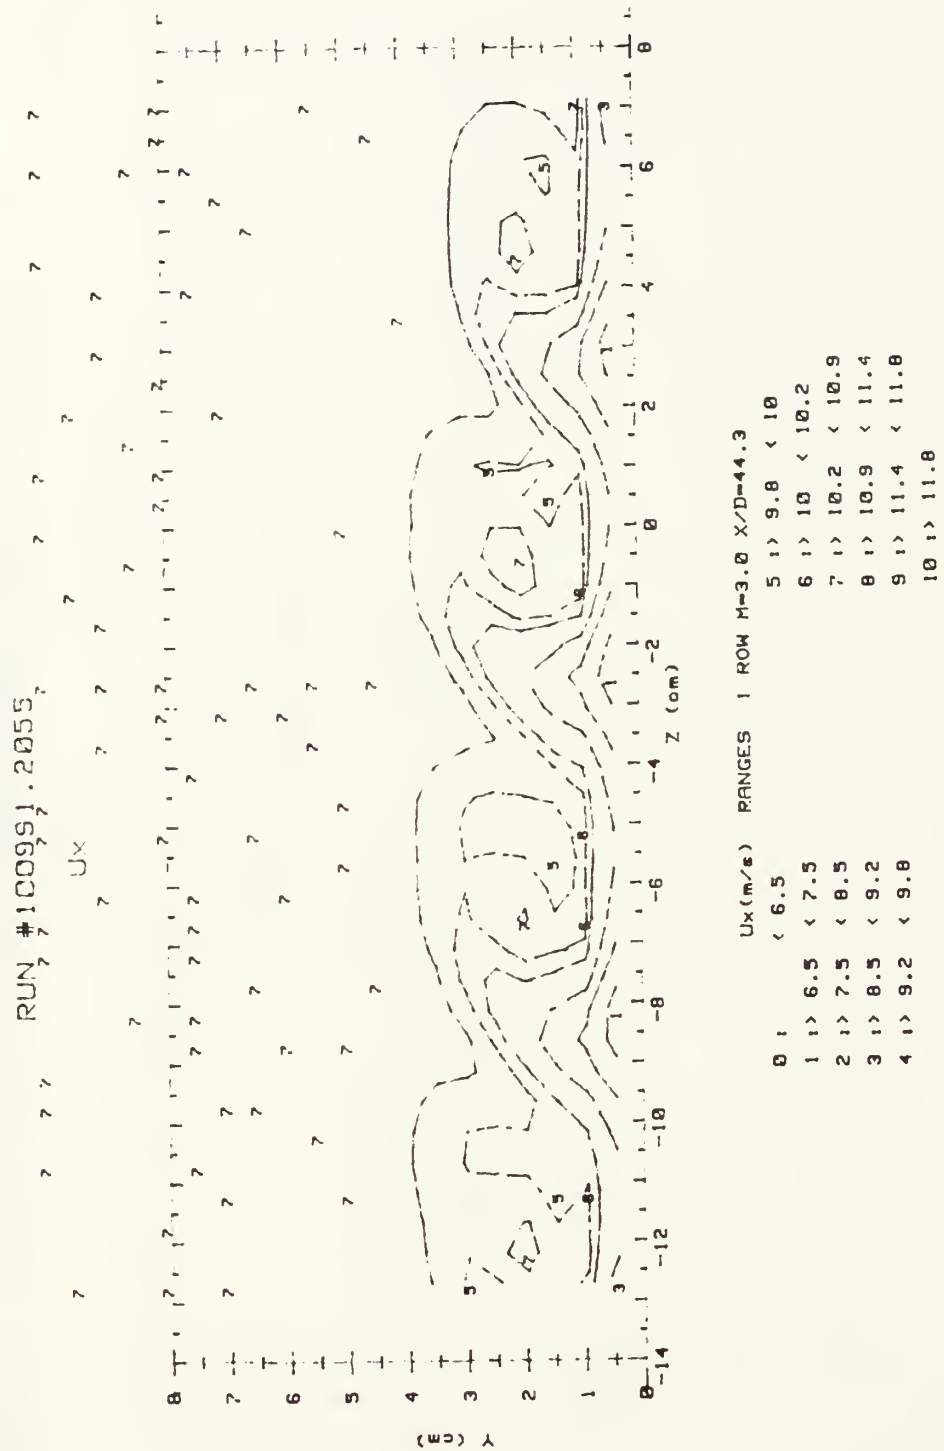 RUN #100991.2055
Ux
8
7
6
5
4
3
2
1
0
Y (cm)
-14 -12 -10 -8 -6 -4 -2 0 2 4 6 8
Z (cm)
Ux(m/s) RANGES 1 ROW M=3.0 X/D=44.3
0 : < 6.5
1 :> 6.5 < 7.5
2 :> 7.5 < 8.5
3 :> 8.5 < 9.2
4 :> 9.2 < 9.8
5 :> 9.8 < 10
6 :> 10 < 10.2
7 :> 10.2 < 10.9
8 :> 10.9 < 11.4
9 :> 11.4 < 11.8
10 :> 11.8